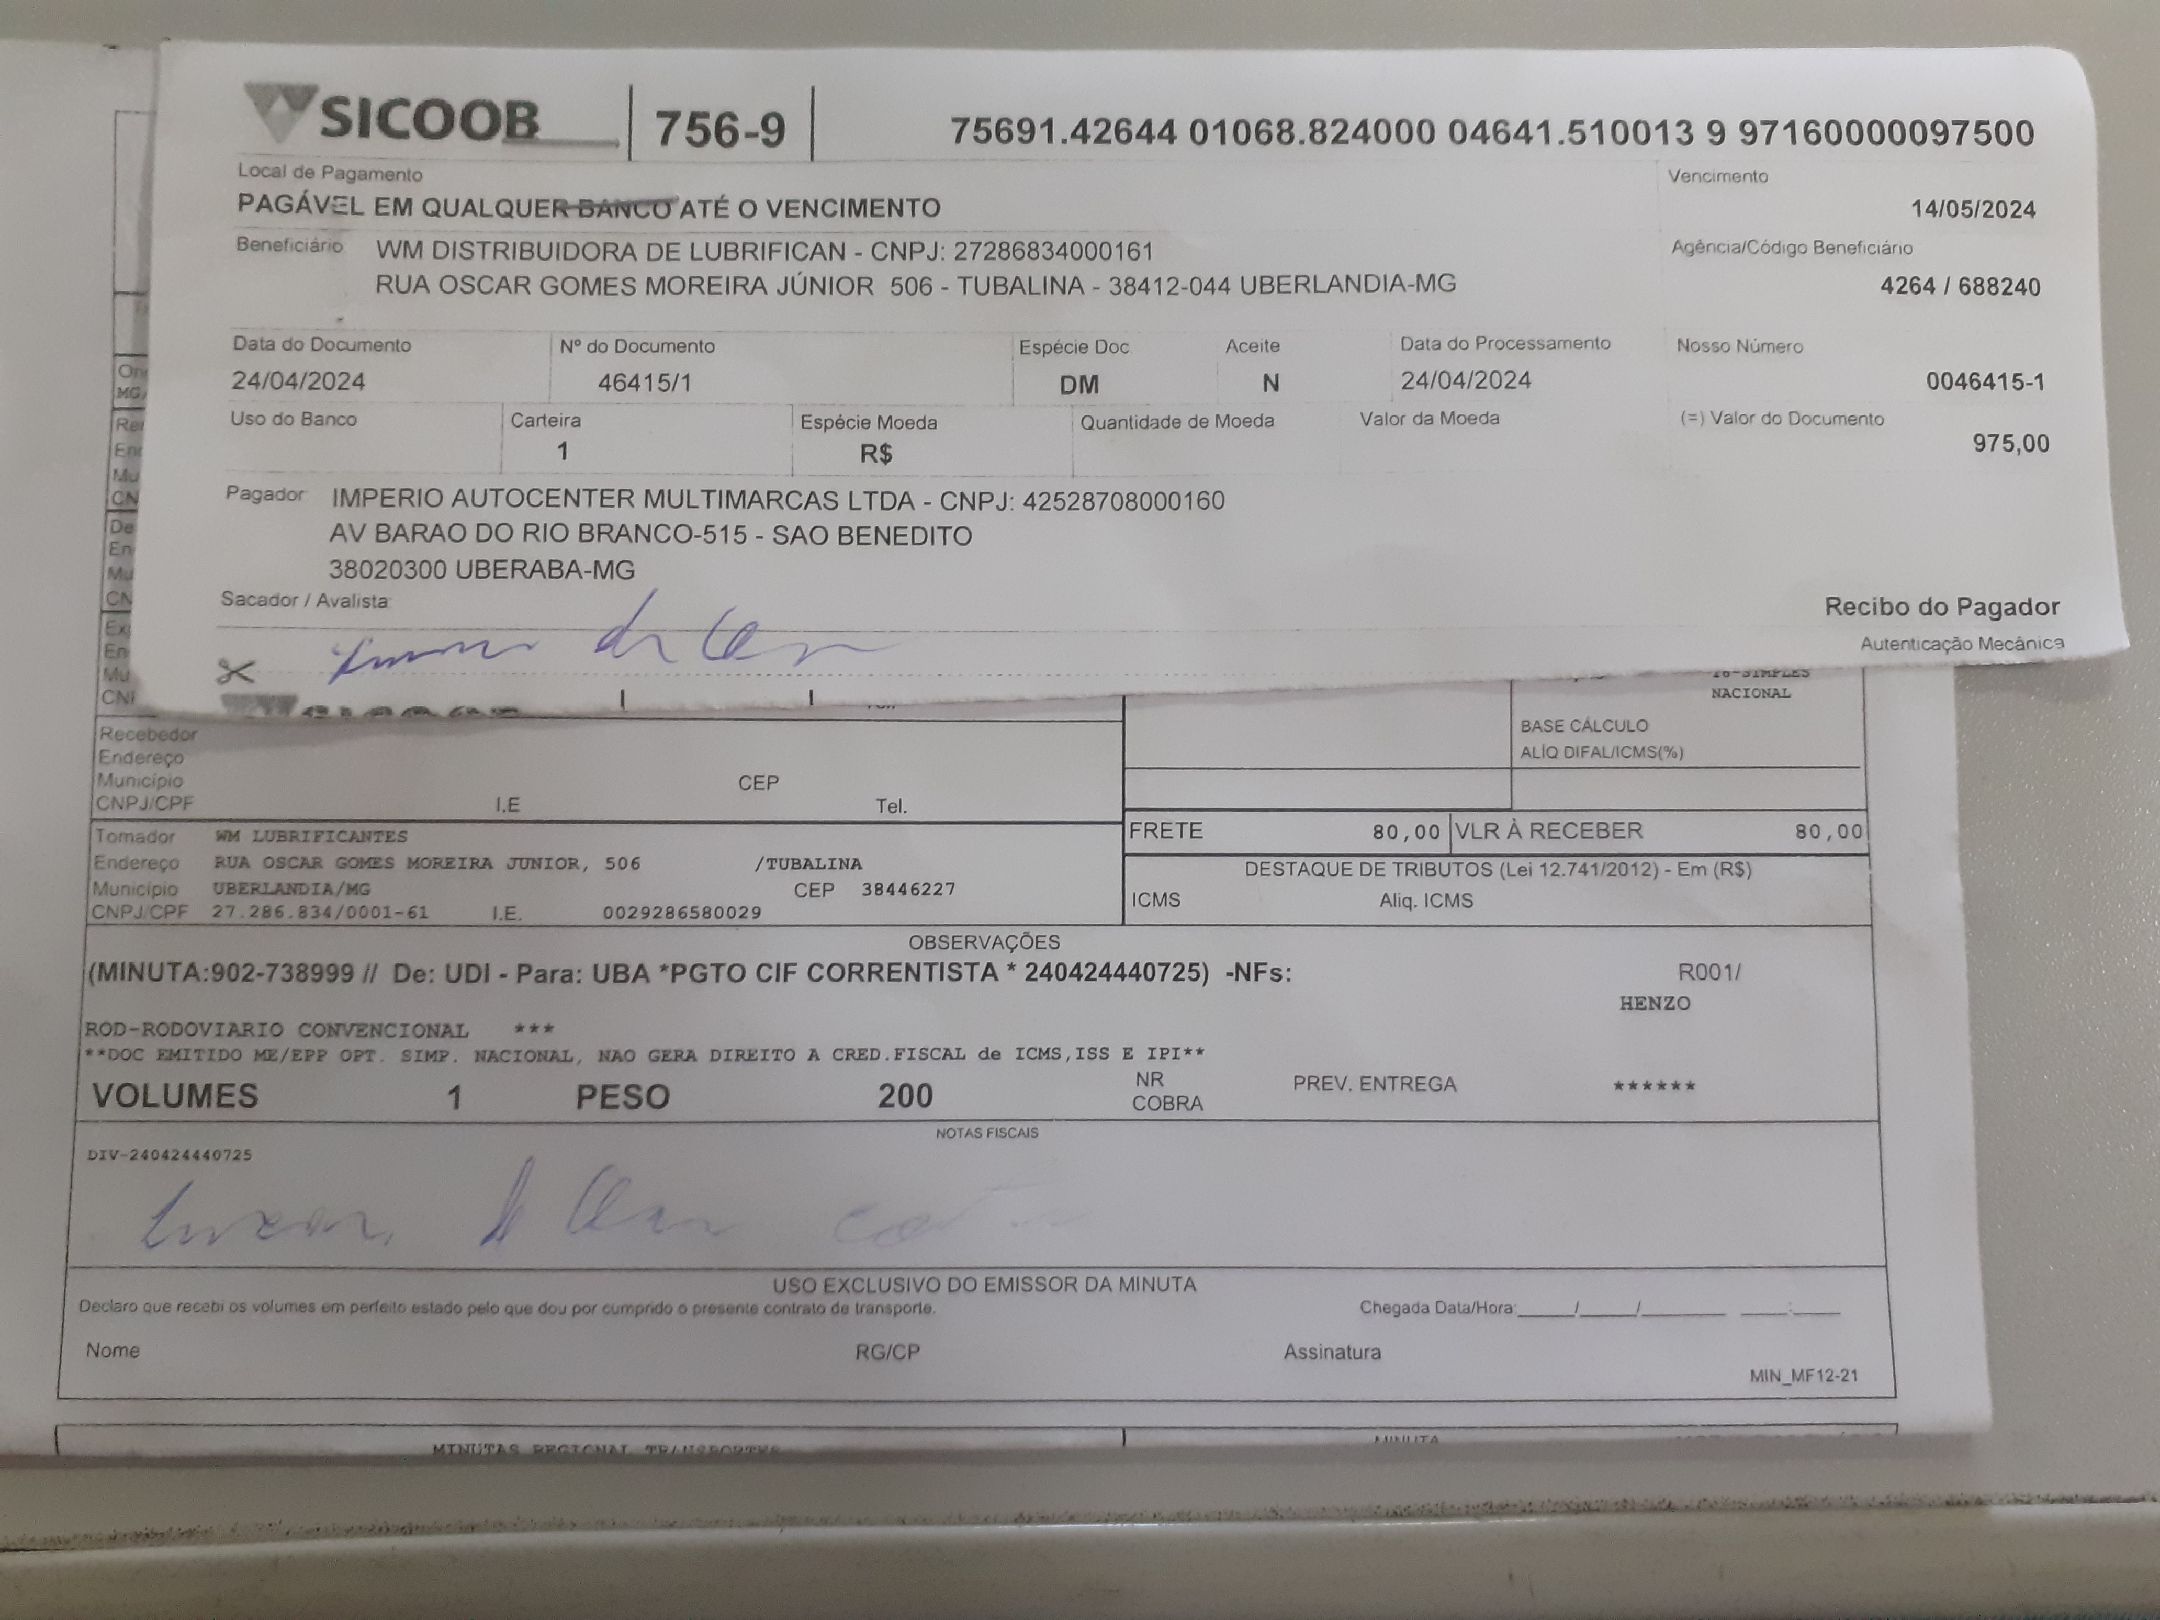 SICOOB 756-9 75691.42644 01068.824000 04641.510013 9 97160000097500
Local de Pagamento Vencimento
PAGÁVEL EM QUALQUER BANCO ATÉ O VENCIMENTO 14/05/2024
Beneficiário WM DISTRIBUIDORA DE LUBRIFICAN - CNPJ: 27286834000161 Agência/Código Beneficiário
RUA OSCAR GOMES MOREIRA JÚNIOR 506 - TUBALINA - 38412-044 UBERLANDIA-MG 4264 / 688240
Data do Documento Nº do Documento Espécie Doc Aceite Data do Processamento Nosso Número
24/04/2024 46415/1 DM N 24/04/2024 0046415-1
Uso do Banco Carteira Espécie Moeda Quantidade de Moeda Valor da Moeda (=) Valor do Documento
1 R$ 975,00
Pagador IMPERIO AUTOCENTER MULTIMARCAS LTDA - CNPJ: 42528708000160
AV BARAO DO RIO BRANCO-515 - SAO BENEDITO
38020300 UBERABA-MG
Sacador / Avalista Recibo do Pagador
Autenticação Mecânica
16-SIMPLES
NACIONAL
BASE CÁLCULO
ALÍQ DIFAL/ICMS(%)
Recebedor
Endereço
Município CEP
CNPJ/CPF I.E Tel.
Tomador WM LUBRIFICANTES FRETE 80,00 VLR À RECEBER 80,00
Endereço RUA OSCAR GOMES MOREIRA JUNIOR, 506 /TUBALINA DESTAQUE DE TRIBUTOS (Lei 12.741/2012) - Em (R$)
Município UBERLANDIA/MG CEP 38446227
CNPJ/CPF 27.286.834/0001-61 I.E. 0029286580029 ICMS Aliq. ICMS
OBSERVAÇÕES
(MINUTA:902-738999 // De: UDI - Para: UBA *PGTO CIF CORRENTISTA * 240424440725) -NFs: R001/
HENZO
ROD-RODOVIARIO CONVENCIONAL ***
**DOC EMITIDO ME/EPP OPT. SIMP. NACIONAL, NAO GERA DIREITO A CRED.FISCAL de ICMS,ISS E IPI**
VOLUMES 1 PESO 200 NR COBRA PREV. ENTREGA ******
NOTAS FISCAIS
DIV-240424440725
USO EXCLUSIVO DO EMISSOR DA MINUTA
Declaro que recebi os volumes em perfeito estado pelo que dou por cumprido o presente contrato de transporte. Chegada Data/Hora:____/____/______ ____:____
Nome RG/CP Assinatura
MIN_MF12-21
MINUTAS REGIONAL TRANSPORTES MINUTA